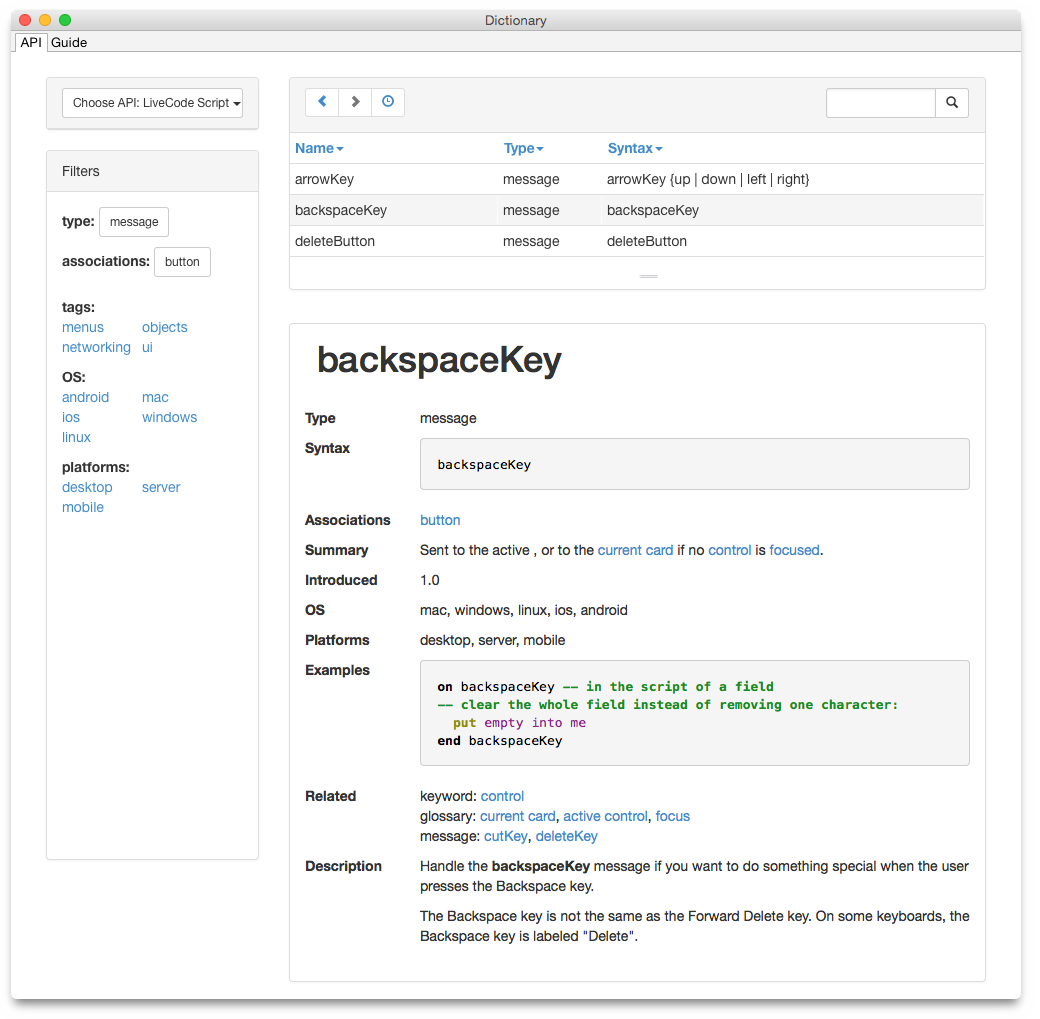 Dictionary
API Guide
Choose API: LiveCode Script
Filters
type: message
associations: button
tags:
menus objects
networking ui
OS:
android mac
ios windows
linux
platforms:
desktop server
mobile
Name Type Syntax
arrowKey message arrowKey {up | down | left | right}
backspaceKey message backspaceKey
deleteButton message deleteButton
backspaceKey
Type message
Syntax backspaceKey
Associations button
Summary Sent to the active , or to the current card if no control is focused.
Introduced 1.0
OS mac, windows, linux, ios, android
Platforms desktop, server, mobile
Examples on backspaceKey -- in the script of a field
-- clear the whole field instead of removing one character:
put empty into me
end backspaceKey
Related keyword: control
glossary: current card, active control, focus
message: cutKey, deleteKey
Description Handle the backspaceKey message if you want to do something special when the user
presses the Backspace key.
The Backspace key is not the same as the Forward Delete key. On some keyboards, the
Backspace key is labeled "Delete".